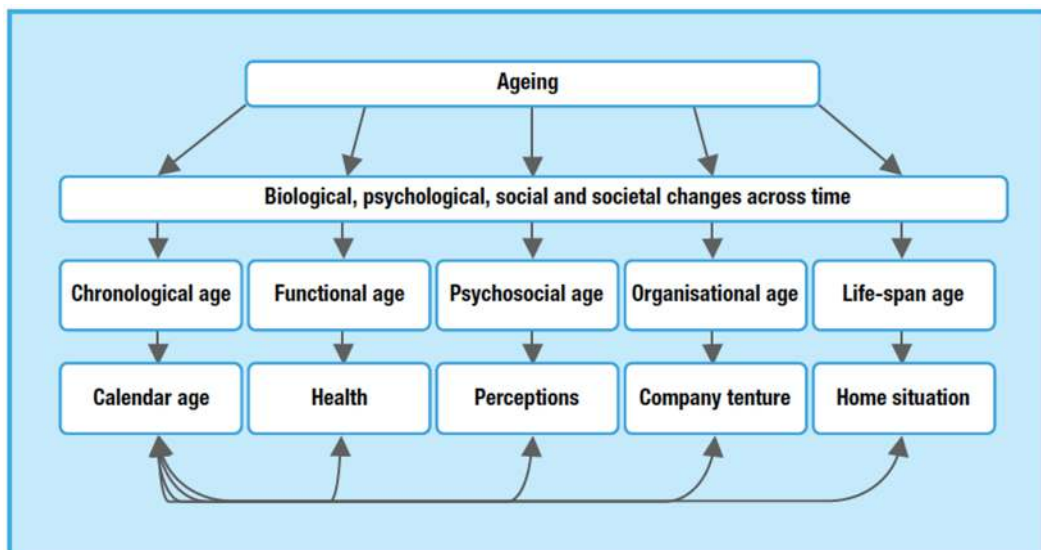 Ageing
Biological, psychological, social and societal changes across time
Chronological age
Functional age
Psychosocial age
Organisational age
Life-span age
Calendar age
Health
Perceptions
Company tenture
Home situation